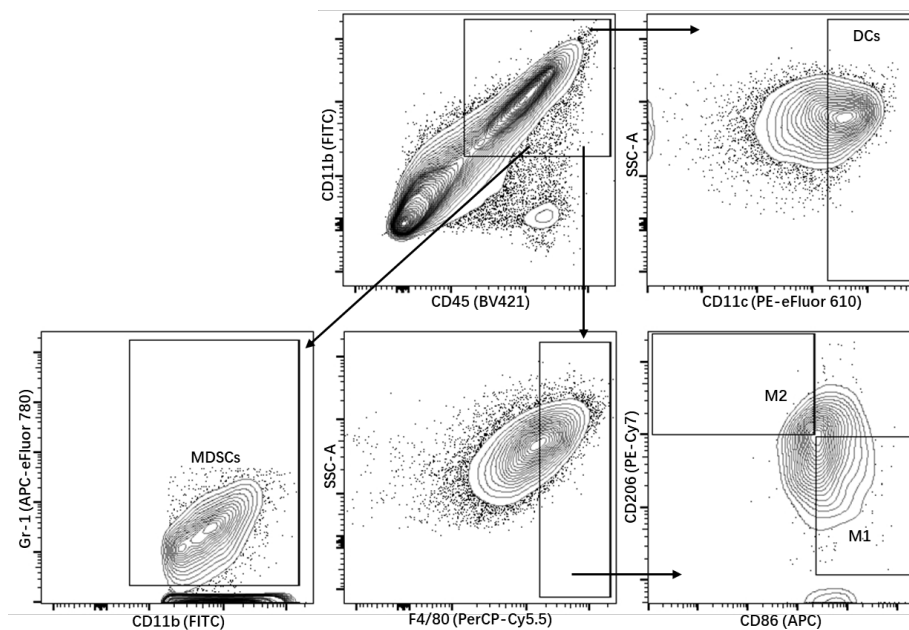 CD11b (FITC)
CD45 (BV421)
SSC-A
DCs
CD11c (PE-eFluor 610)
Gr-1 (APC-eFluor 780)
MDSCs
CD11b (FITC)
SSC-A
F4/80 (PerCP-Cy5.5)
CD206 (PE-Cy7)
M2
M1
CD86 (APC)